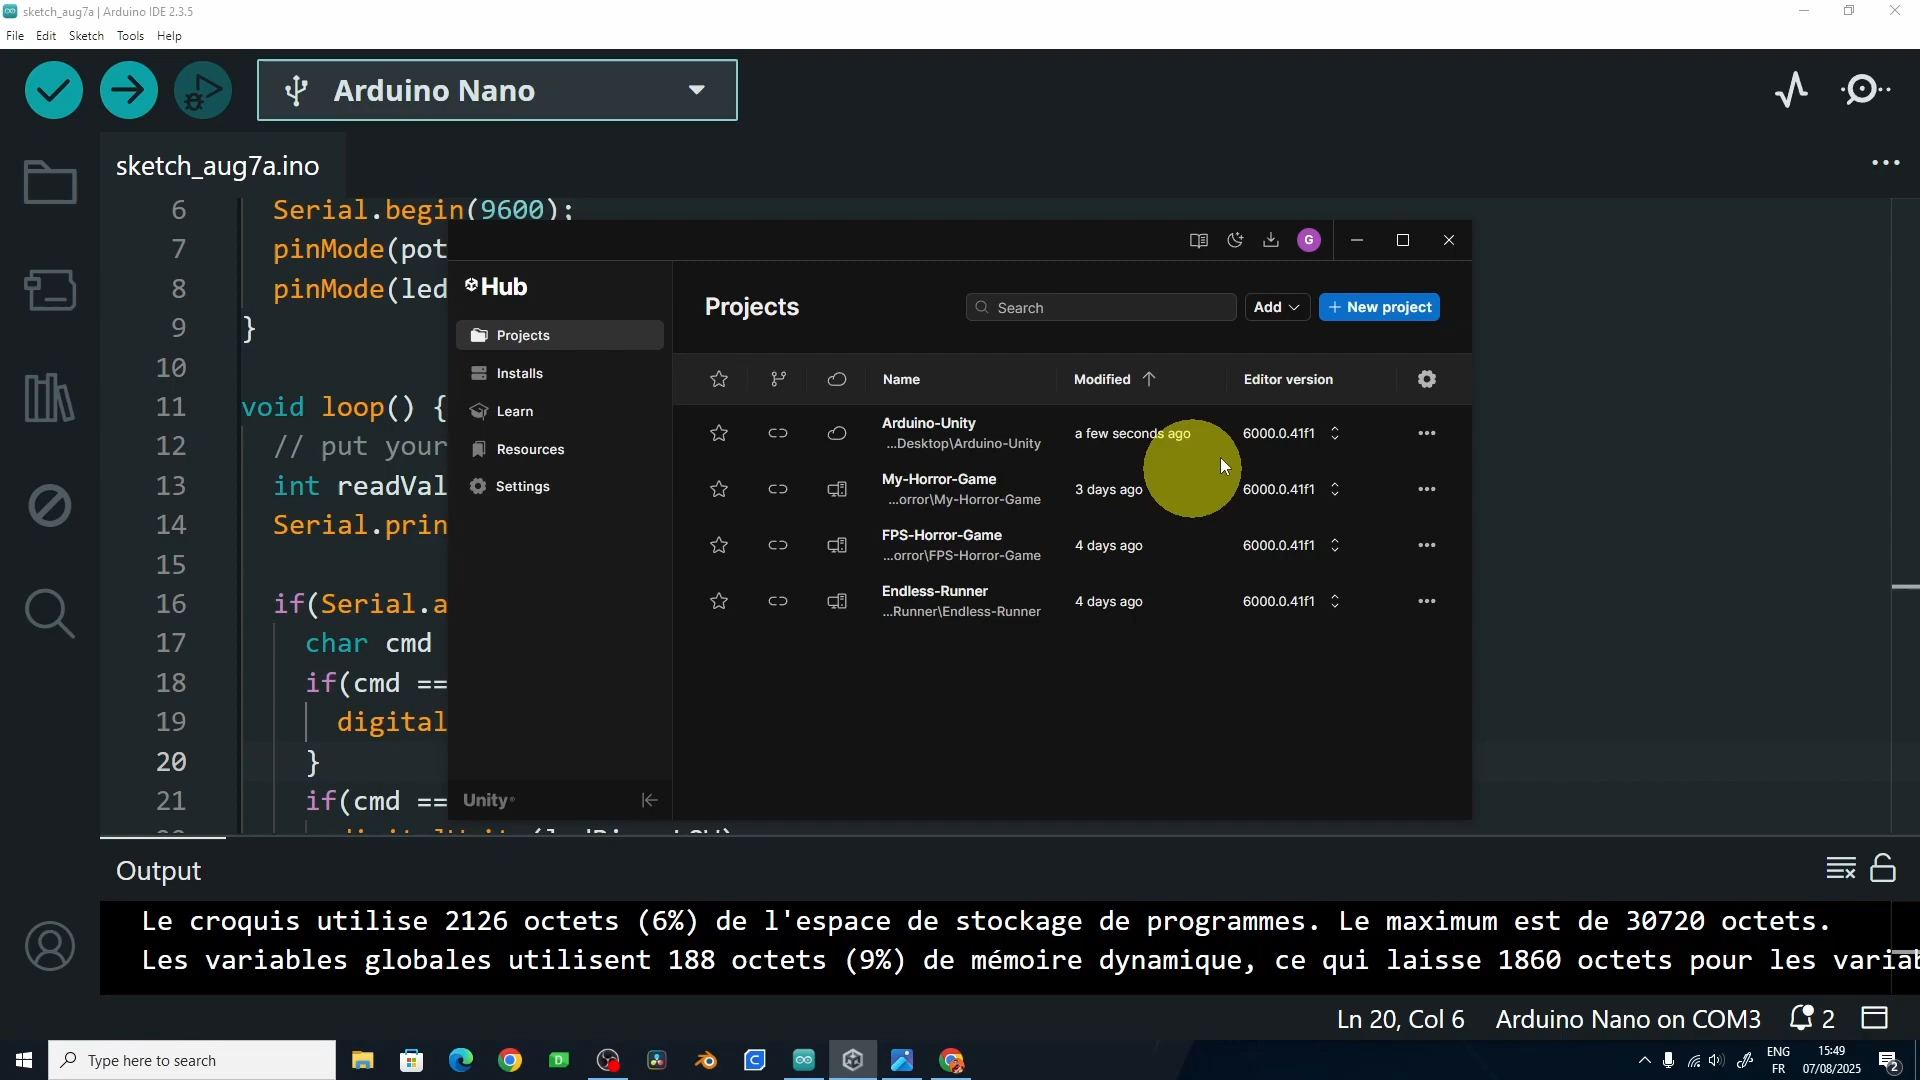 sketch_aug7a | Arduino IDE 2.3.5
File Edit Sketch Tools Help
Arduino Nano
sketch_aug7a.ino
6 Serial.begin(9600);
7 pinMode(pot
8 pinMode(led
9 }
10
11 void loop() {
12 // put your
13 int readVal
14 Serial.prin
15
16 if(Serial.a
17 char cmd
18 if(cmd ==
19 digital
20 }
21 if(cmd ==
G
Hub
Projects
Installs
Learn
Resources
Settings
Unity
Projects
Search
Add
+ New project
Name Modified Editor version
Arduino-Unity
...Desktop\Arduino-Unity
a few seconds ago 6000.0.41f1
My-Horror-Game
...orror\My-Horror-Game
3 days ago 6000.0.41f1
FPS-Horror-Game
...orror\FPS-Horror-Game
4 days ago 6000.0.41f1
Endless-Runner
...Runner\Endless-Runner
4 days ago 6000.0.41f1
Output
Le croquis utilise 2126 octets (6%) de l'espace de stockage de programmes. Le maximum est de 30720 octets.
Les variables globales utilisent 188 octets (9%) de mémoire dynamique, ce qui laisse 1860 octets pour les variab
Ln 20, Col 6 Arduino Nano on COM3 2
Type here to search
ENG
FR
15:49
07/08/2025
2